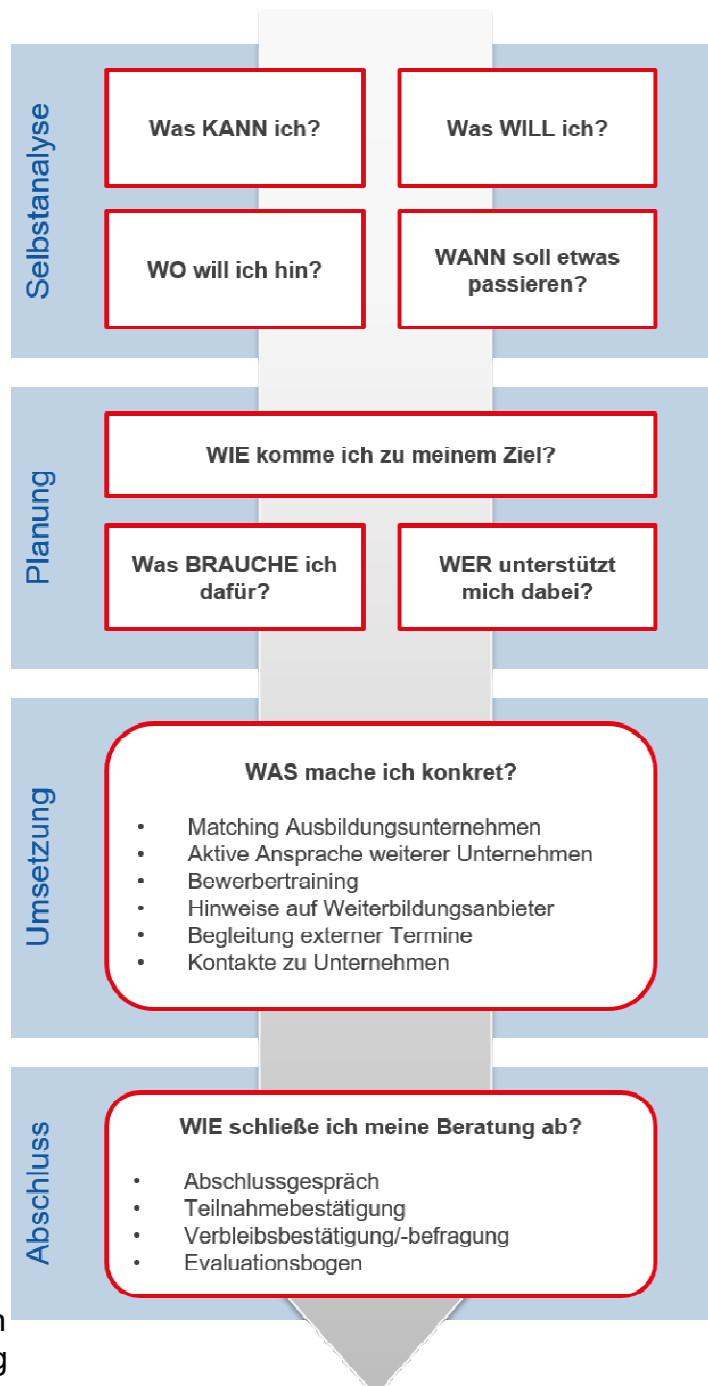 Selbstanalyse
Was KANN ich?
Was WILL ich?
WO will ich hin?
WANN soll etwas
passieren?
Planung
WIE komme ich zu meinem Ziel?
Was BRAUCHE ich
dafür?
WER unterstützt
mich dabei?
Umsetzung
WAS mache ich konkret?
• Matching Ausbildungsunternehmen
• Aktive Ansprache weiterer Unternehmen
• Bewerbertraining
• Hinweise auf Weiterbildungsanbieter
• Begleitung externer Termine
• Kontakte zu Unternehmen
Abschluss
WIE schließe ich meine Beratung ab?
• Abschlussgespräch
• Teilnahmebestätigung
• Verbleibsbestätigung/-befragung
• Evaluationsbogen